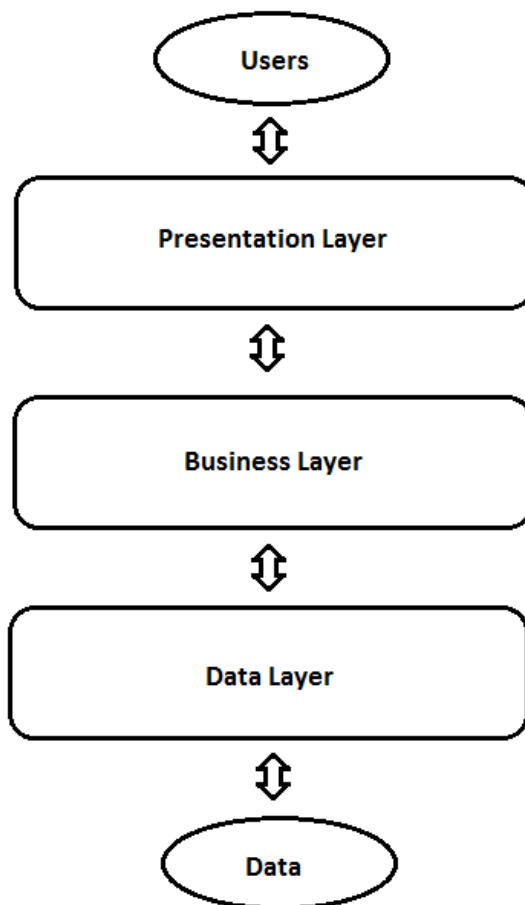 Users
Presentation Layer
Business Layer
Data Layer
Data